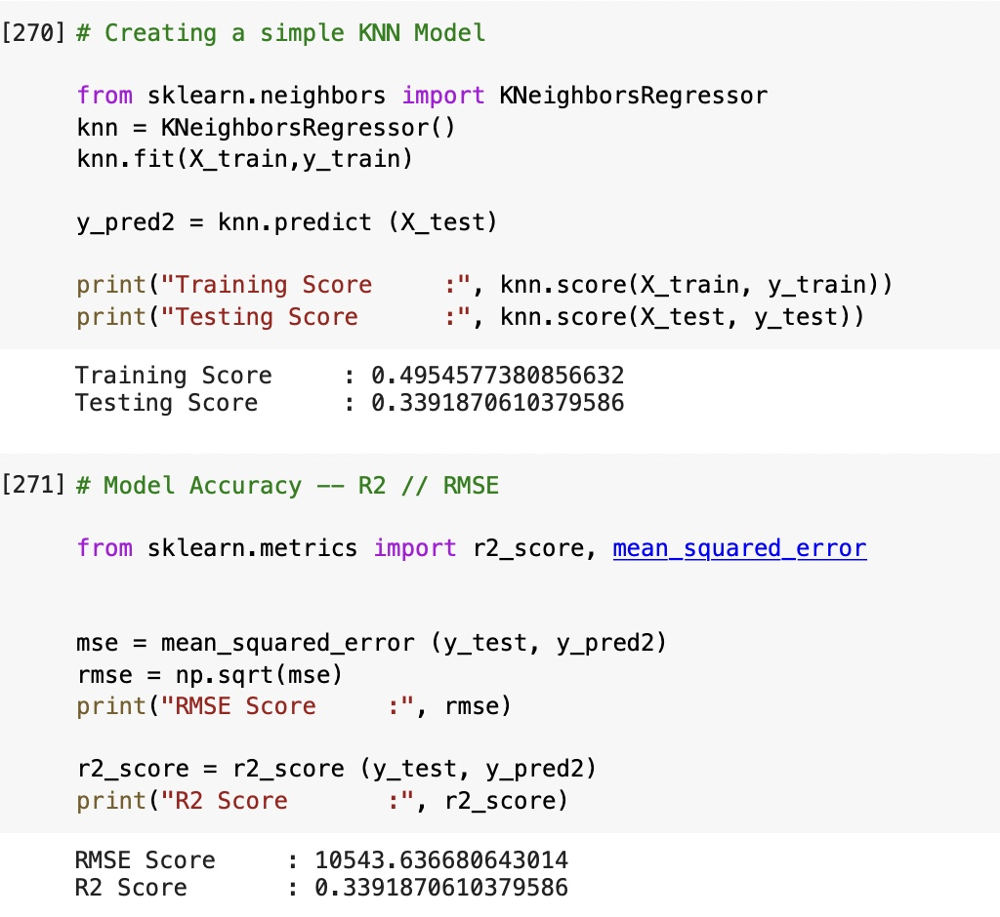 [270] # Creating a simple KNN Model
from sklearn.neighbors import KNeighborsRegressor
knn = KNeighborsRegressor()
knn.fit(X_train,y_train)
y_pred2 = knn.predict (X_test)
print("Training Score     :", knn.score(X_train, y_train))
print("Testing Score      :", knn.score(X_test, y_test))
Training Score     : 0.4954577380856632
Testing Score      : 0.3391870610379586
[271] # Model Accuracy -- R2 // RMSE
from sklearn.metrics import r2_score, mean_squared_error
mse = mean_squared_error (y_test, y_pred2)
rmse = np.sqrt(mse)
print("RMSE Score     :", rmse)
r2_score = r2_score (y_test, y_pred2)
print("R2 Score       :", r2_score)
RMSE Score     : 10543.636680643014
R2 Score       : 0.3391870610379586